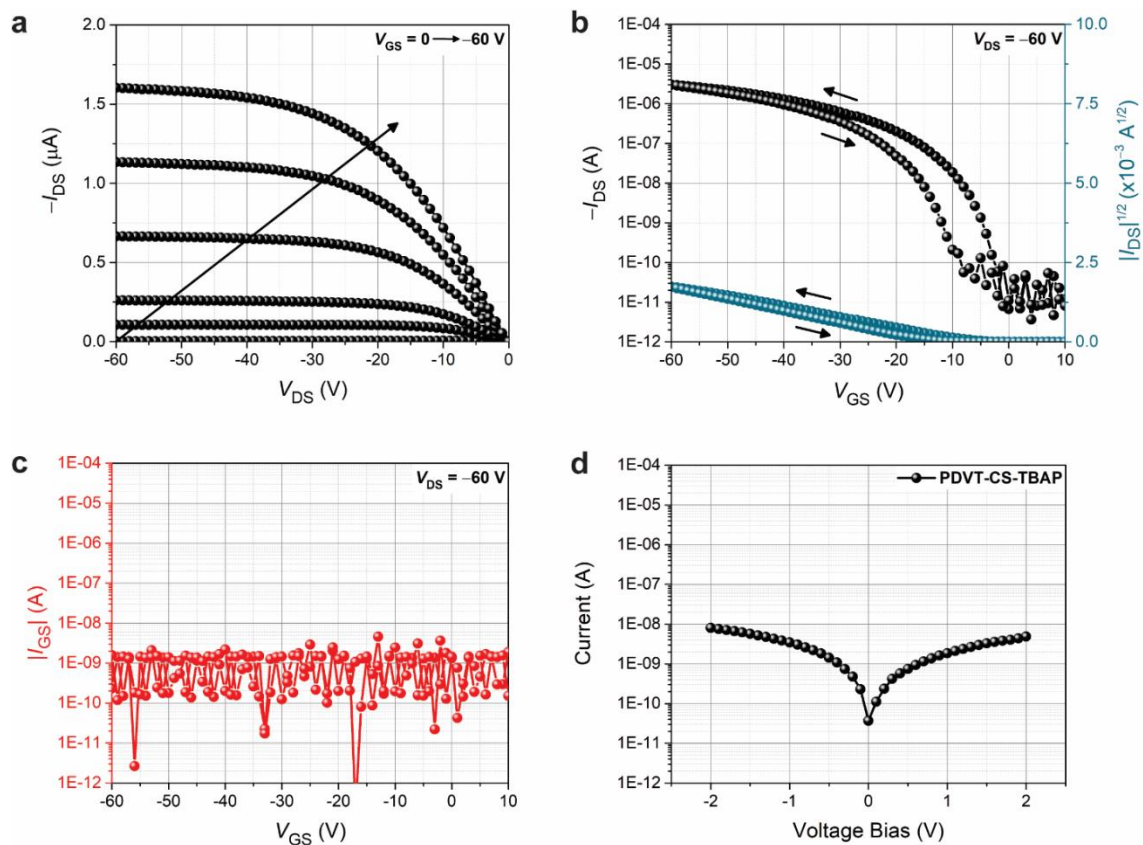 a
V_GS = 0 → –60 V
2.0
1.5
1.0
0.5
0.0
–I_DS (μA)
-60 -50 -40 -30 -20 -10 0
V_DS (V)
b
V_DS = –60 V
1E-04
1E-05
1E-06
1E-07
1E-08
1E-09
1E-10
1E-11
1E-12
–I_DS (A)
10.0
7.5
5.0
2.5
0.0
|I_DS|^1/2 (x10^-3 A^1/2)
-60 -50 -40 -30 -20 -10 0 10
V_GS (V)
c
V_DS = –60 V
1E-04
1E-05
1E-06
1E-07
1E-08
1E-09
1E-10
1E-11
1E-12
|I_GS| (A)
-60 -50 -40 -30 -20 -10 0 10
V_GS (V)
d
PDVT-CS-TBAP
1E-04
1E-05
1E-06
1E-07
1E-08
1E-09
1E-10
1E-11
1E-12
Current (A)
-2 -1 0 1 2
Voltage Bias (V)